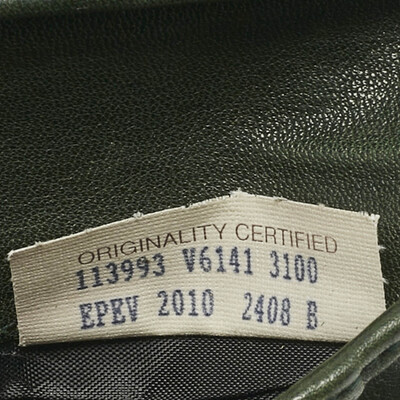 ORIGINALITY CERTIFIED
113993 V6141 3100
EPEV 2010 2408 B